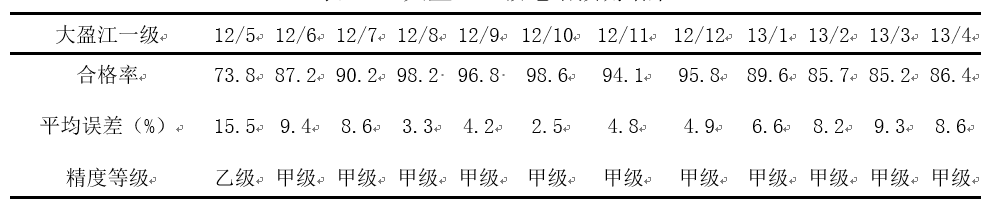 大盈江一级 12/5 12/6 12/7 12/8 12/9 12/10 12/11 12/12 13/1 13/2 13/3 13/4
合格率 73.8 87.2 90.2 98.2 96.8 98.6 94.1 95.8 89.6 85.7 85.2 86.4
平均误差（%） 15.5 9.4 8.6 3.3 4.2 2.5 4.8 4.9 6.6 8.2 9.3 8.6
精度等级 乙级 甲级 甲级 甲级 甲级 甲级 甲级 甲级 甲级 甲级 甲级 甲级